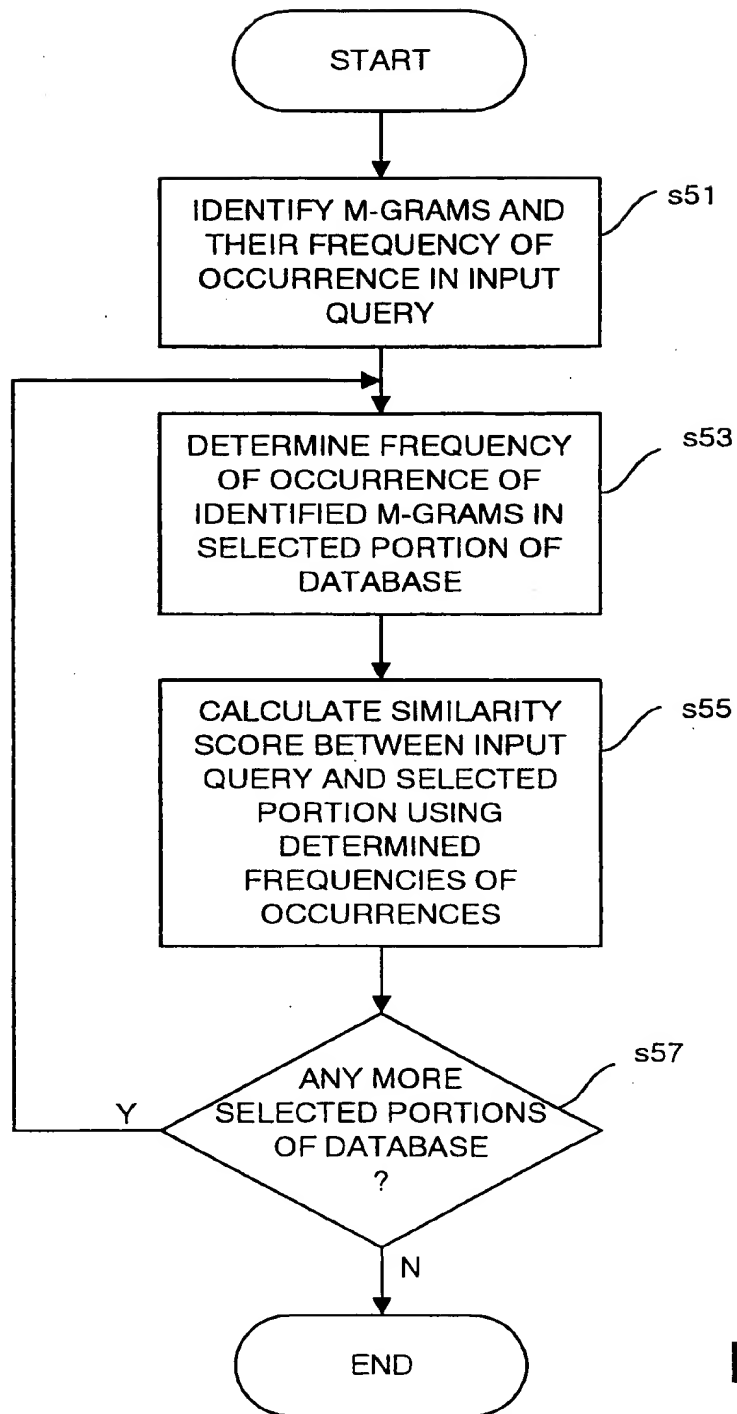 START
IDENTIFY M-GRAMS AND
THEIR FREQUENCY OF
OCCURRENCE IN INPUT
QUERY
s51
DETERMINE FREQUENCY
OF OCCURRENCE OF
IDENTIFIED M-GRAMS IN
SELECTED PORTION OF
DATABASE
s53
CALCULATE SIMILARITY
SCORE BETWEEN INPUT
QUERY AND SELECTED
PORTION USING
DETERMINED
FREQUENCIES OF
OCCURRENCES
s55
ANY MORE
SELECTED PORTIONS
OF DATABASE
?
s57
Y
N
END